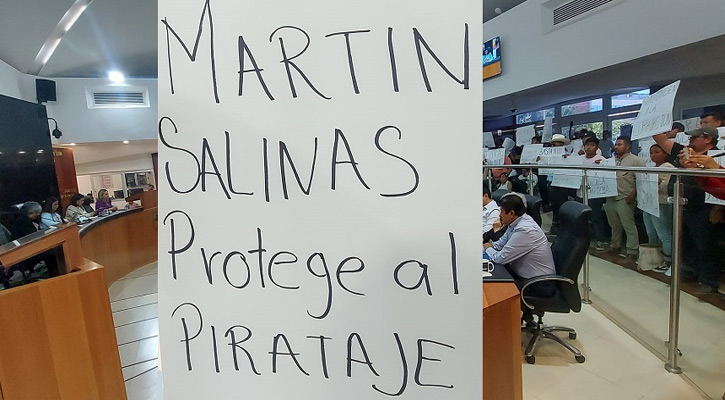 MARTIN
SALINAS
Protege al
PIRATAJE